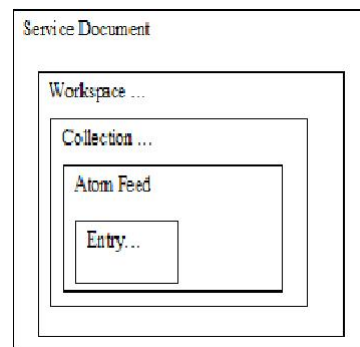 Service Document
Workspace ...
Collection ...
Atom Feed
Entry...